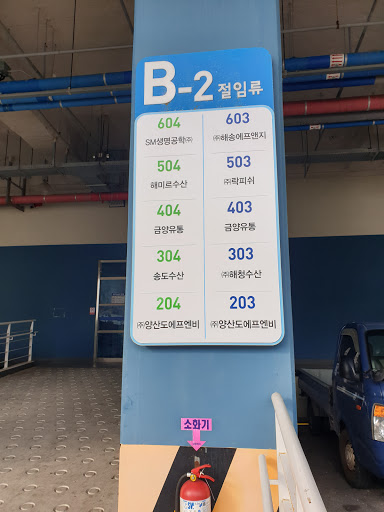 B-2 절임류
604 603
SM생명공학㈜ ㈜해송에프앤지
504 503
해미르수산 ㈜락피쉬
404 403
금양유통 금양유통
304 303
송도수산 ㈜해청수산
204 203
㈜양산도에프엔비 ㈜양산도에프엔비
소화기